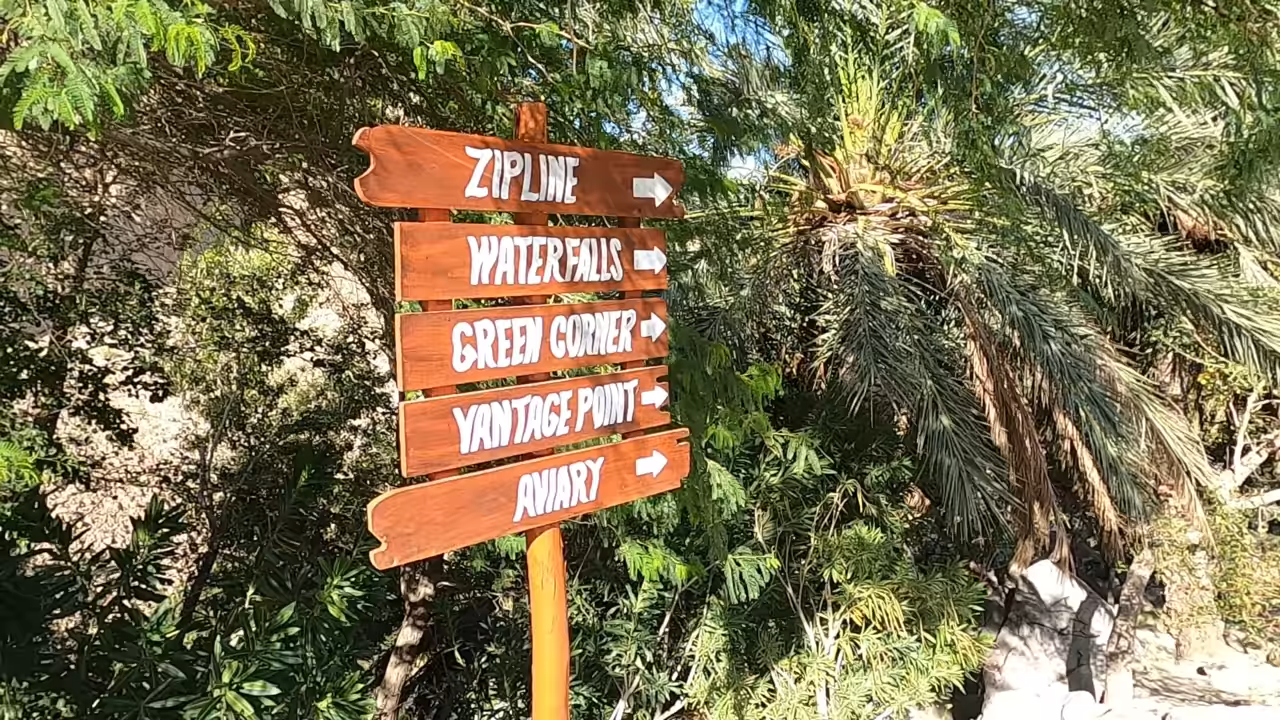 ZIPLINE
WATERFALLS
GREEN CORNER
VANTAGE POINT
AVIARY